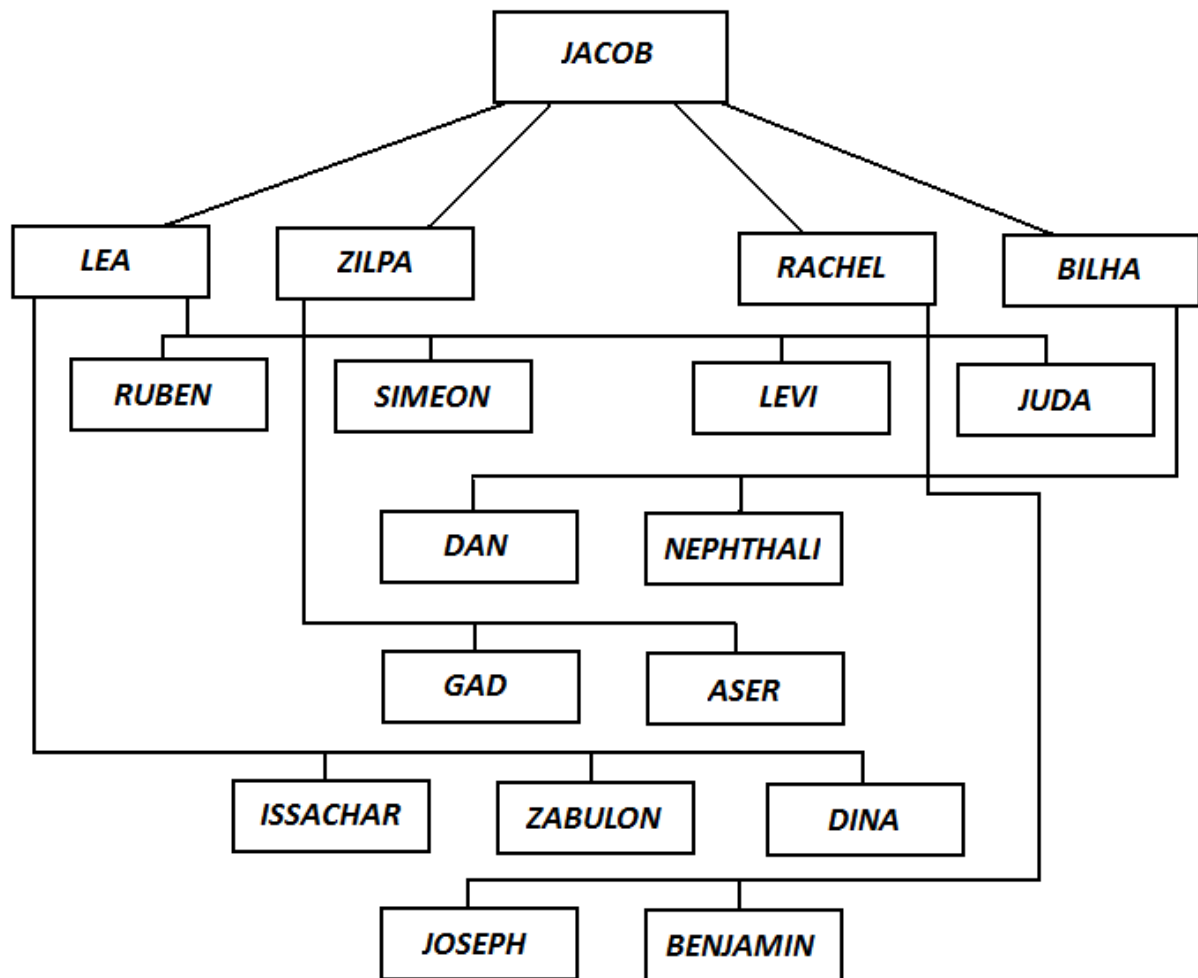 JACOB
LEA
ZILPA
RACHEL
BILHA
RUBEN
SIMEON
LEVI
JUDA
DAN
NEPHTHALI
GAD
ASER
ISSACHAR
ZABULON
DINA
JOSEPH
BENJAMIN